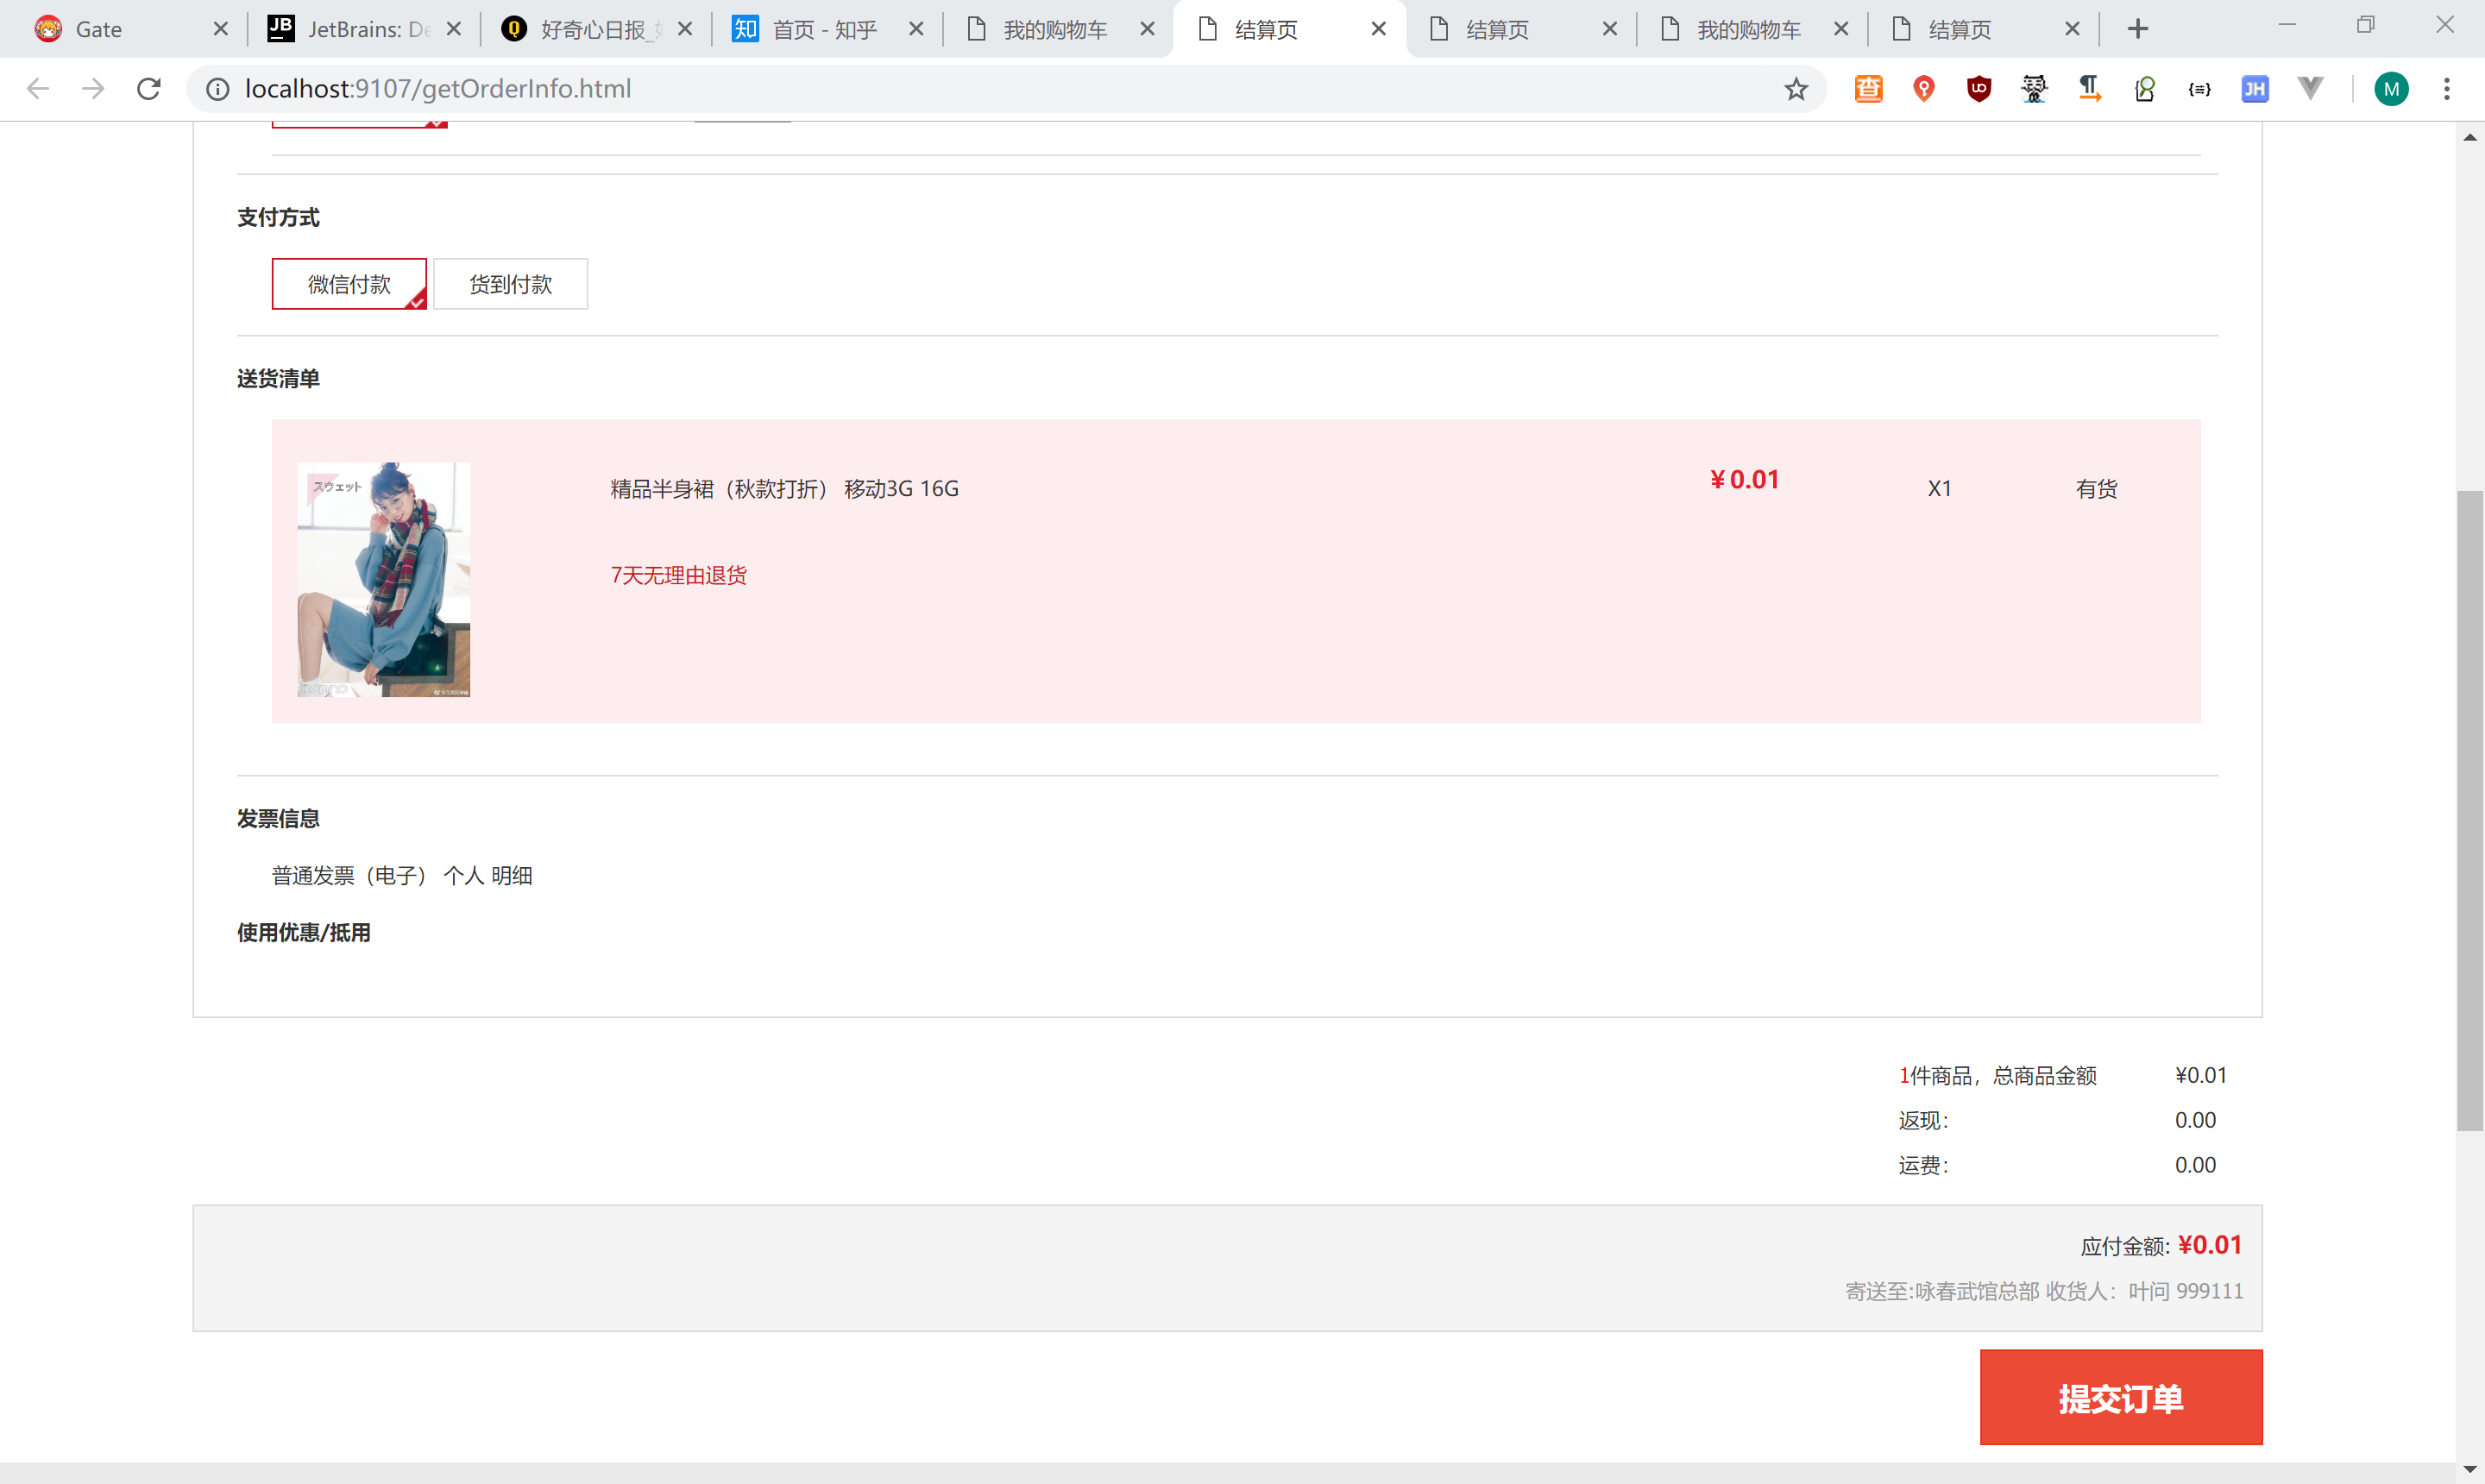 Gate
JetBrains: De
好奇心日报_
首页 - 知乎
我的购物车
结算页
结算页
我的购物车
结算页
localhost:9107/getOrderInfo.html
JH
M
支付方式
微信付款 货到付款
送货清单
スウェット
精品半身裙（秋款打折） 移动3G 16G ￥0.01 X1 有货
7天无理由退货
发票信息
普通发票（电子） 个人 明细
使用优惠/抵用
1件商品，总商品金额 ¥0.01
返现： 0.00
运费： 0.00
应付金额: ¥0.01
寄送至:咏春武馆总部 收货人：叶问 999111
提交订单